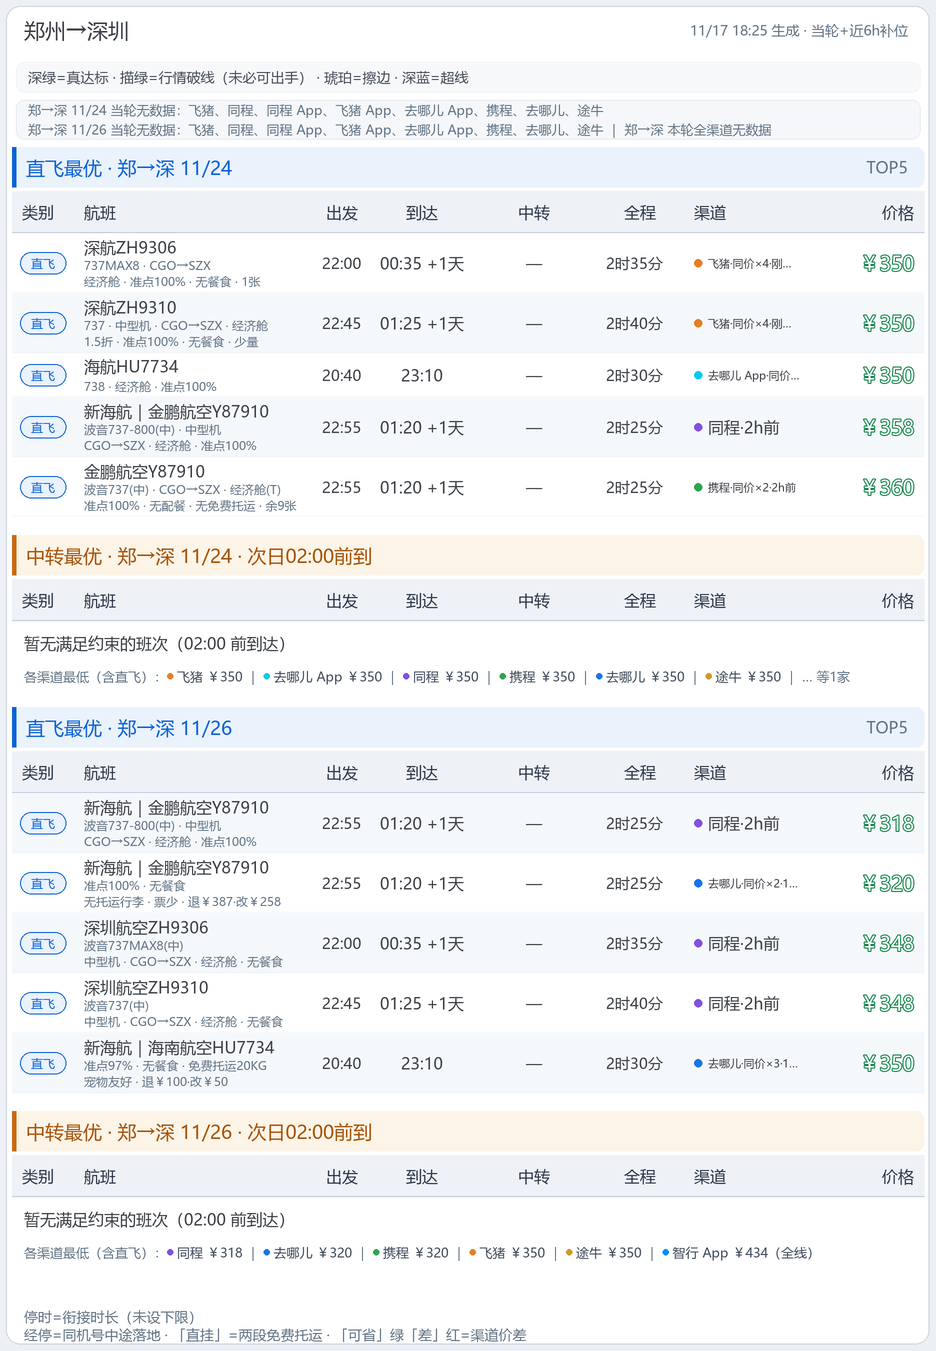 郑州→深圳
11/17 18:25 生成 · 当轮+近6h补位
深绿=真达标 · 描绿=行情破线（未必可出手） · 琥珀=擦边 · 深蓝=超线
郑→深 11/24 当轮无数据：飞猪、同程、同程 App、飞猪 App、去哪儿 App、携程、去哪儿、途牛
郑→深 11/26 当轮无数据：飞猪、同程、同程 App、飞猪 App、去哪儿 App、携程、去哪儿、途牛 | 郑→深 本轮全渠道无数据
直飞最优 · 郑→深 11/24 TOP5
类别 航班 出发 到达 中转 全程 渠道 价格
深航ZH9306
直飞 737MAX8 · CGO→SZX 22:00 00:35 +1天 — 2时35分 飞猪·同价×4·刚... ¥350
经济舱 · 准点100% · 无餐食 · 1张
深航ZH9310
直飞 737 · 中型机 · CGO→SZX · 经济舱 22:45 01:25 +1天 — 2时40分 飞猪·同价×4·刚... ¥350
1.5折 · 准点100% · 无餐食 · 少量
海航HU7734
直飞 20:40 23:10 — 2时30分 去哪儿 App·同价... ¥350
738 · 经济舱 · 准点100%
新海航 | 金鹏航空Y87910
直飞 波音737-800(中) · 中型机 22:55 01:20 +1天 — 2时25分 同程·2h前 ¥358
CGO→SZX · 经济舱 · 准点100%
金鹏航空Y87910
直飞 波音737(中) · CGO→SZX · 经济舱(T) 22:55 01:20 +1天 — 2时25分 携程·同价×2·2h前 ¥360
准点100% · 无配餐 · 无免费托运 · 余9张
中转最优 · 郑→深 11/24 · 次日02:00前到
类别 航班 出发 到达 中转 全程 渠道 价格
暂无满足约束的班次（02:00 前到达）
各渠道最低（含直飞）: 飞猪 ¥350 | 去哪儿 App ¥350 | 同程 ¥350 | 携程 ¥350 | 去哪儿 ¥350 | 途牛 ¥350 | ... 等1家
直飞最优 · 郑→深 11/26 TOP5
类别 航班 出发 到达 中转 全程 渠道 价格
新海航 | 金鹏航空Y87910
直飞 波音737-800(中) · 中型机 22:55 01:20 +1天 — 2时25分 同程·2h前 ¥318
CGO→SZX · 经济舱 · 准点100%
新海航 | 金鹏航空Y87910
直飞 准点100% · 无餐食 22:55 01:20 +1天 — 2时25分 去哪儿·同价×2·1... ¥320
无托运行李 · 票少 · 退¥387·改¥258
深圳航空ZH9306
直飞 波音737MAX8(中) 22:00 00:35 +1天 — 2时35分 同程·2h前 ¥348
中型机 · CGO→SZX · 经济舱 · 无餐食
深圳航空ZH9310
直飞 波音737(中) 22:45 01:25 +1天 — 2时40分 同程·2h前 ¥348
中型机 · CGO→SZX · 经济舱 · 无餐食
新海航 | 海南航空HU7734
直飞 准点97% · 无餐食 · 免费托运20KG 20:40 23:10 — 2时30分 去哪儿·同价×3·1... ¥350
宠物友好 · 退¥100·改¥50
中转最优 · 郑→深 11/26 · 次日02:00前到
类别 航班 出发 到达 中转 全程 渠道 价格
暂无满足约束的班次（02:00 前到达）
各渠道最低（含直飞）: 同程 ¥318 | 去哪儿 ¥320 | 携程 ¥320 | 飞猪 ¥350 | 途牛 ¥350 | 智行 App ¥434（全线）
停时=衔接时长（未设下限）
经停=同机号中途落地 · 「直挂」=两段免费托运 · 「可省」绿「差」红=渠道价差